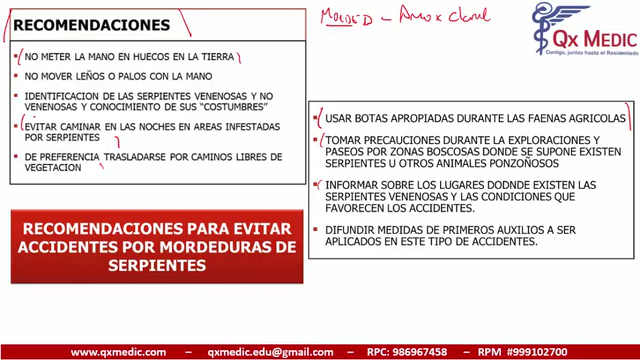 RECOMENDACIONES
NO METER LA MANO EN HUECOS EN LA TIERRA
NO MOVER LEÑOS O PALOS CON LA MANO
IDENTIFICACION DE LAS SERPIENTES VENENOSAS Y NO
VENENOSAS Y CONOCIMIENTO DE SUS "COSTUMBRES"
EVITAR CAMINAR EN LAS NOCHES EN AREAS INFESTADAS
POR SERPIENTES
DE PREFERENCIA TRASLADARSE POR CAMINOS LIBRES DE
VEGETACION
RECOMENDACIONES PARA EVITAR
ACCIDENTES POR MORDEDURAS DE
SERPIENTES
Qx MEDIC
Contigo, juntos hasta el Residentado
USAR BOTAS APROPIADAS DURANTE LAS FAENAS AGRICOLAS
TOMAR PRECAUCIONES DURANTE LA EXPLORACIONES Y
PASEOS POR ZONAS BOSCOSAS DONDE SE SUPONE EXISTEN
SERPIENTES U OTROS ANIMALES PONZOÑOSOS
INFORMAR SOBRE LOS LUGARES DODNDE EXISTEN LAS
SERPIENTES VENENOSAS Y LAS CONDICIONES QUE
FAVORECEN LOS ACCIDENTES.
DIFUNDIR MEDIDAS DE PRIMEROS AUXILIOS A SER
APLICADOS EN ESTE TIPO DE ACCIDENTES.
www.qxmedic.com - qxmedic.edu@gmail.com - RPC: 986967458 - RPM #999102700